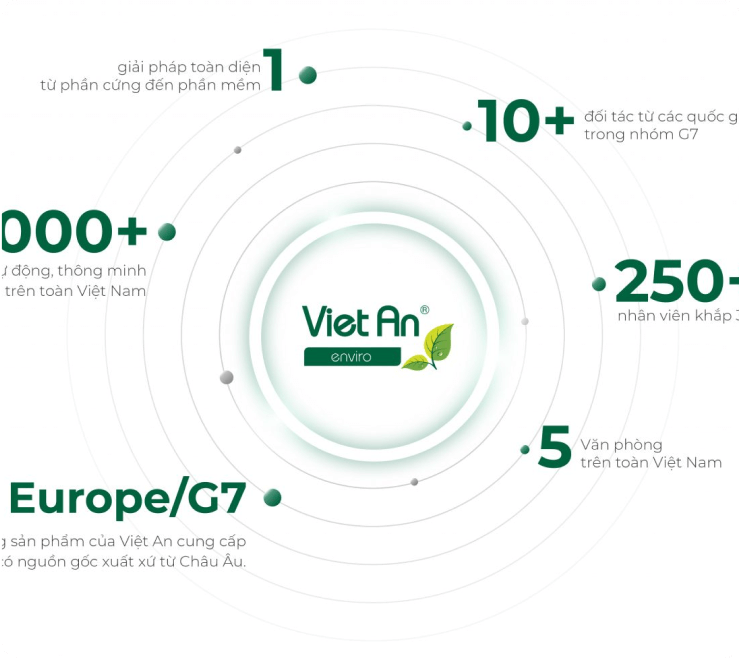 1
giải pháp toàn diện
từ phần cứng đến phần mềm
10+
đối tác từ các quốc g
trong nhóm G7
000+
ự động, thông minh
trên toàn Việt Nam
250+
nhân viên khắp
Việt An®
enviro
5
Văn phòng
trên toàn Việt Nam
Europe/G7
sản phẩm của Việt An cung cấp
có nguồn gốc xuất xứ từ Châu Âu.